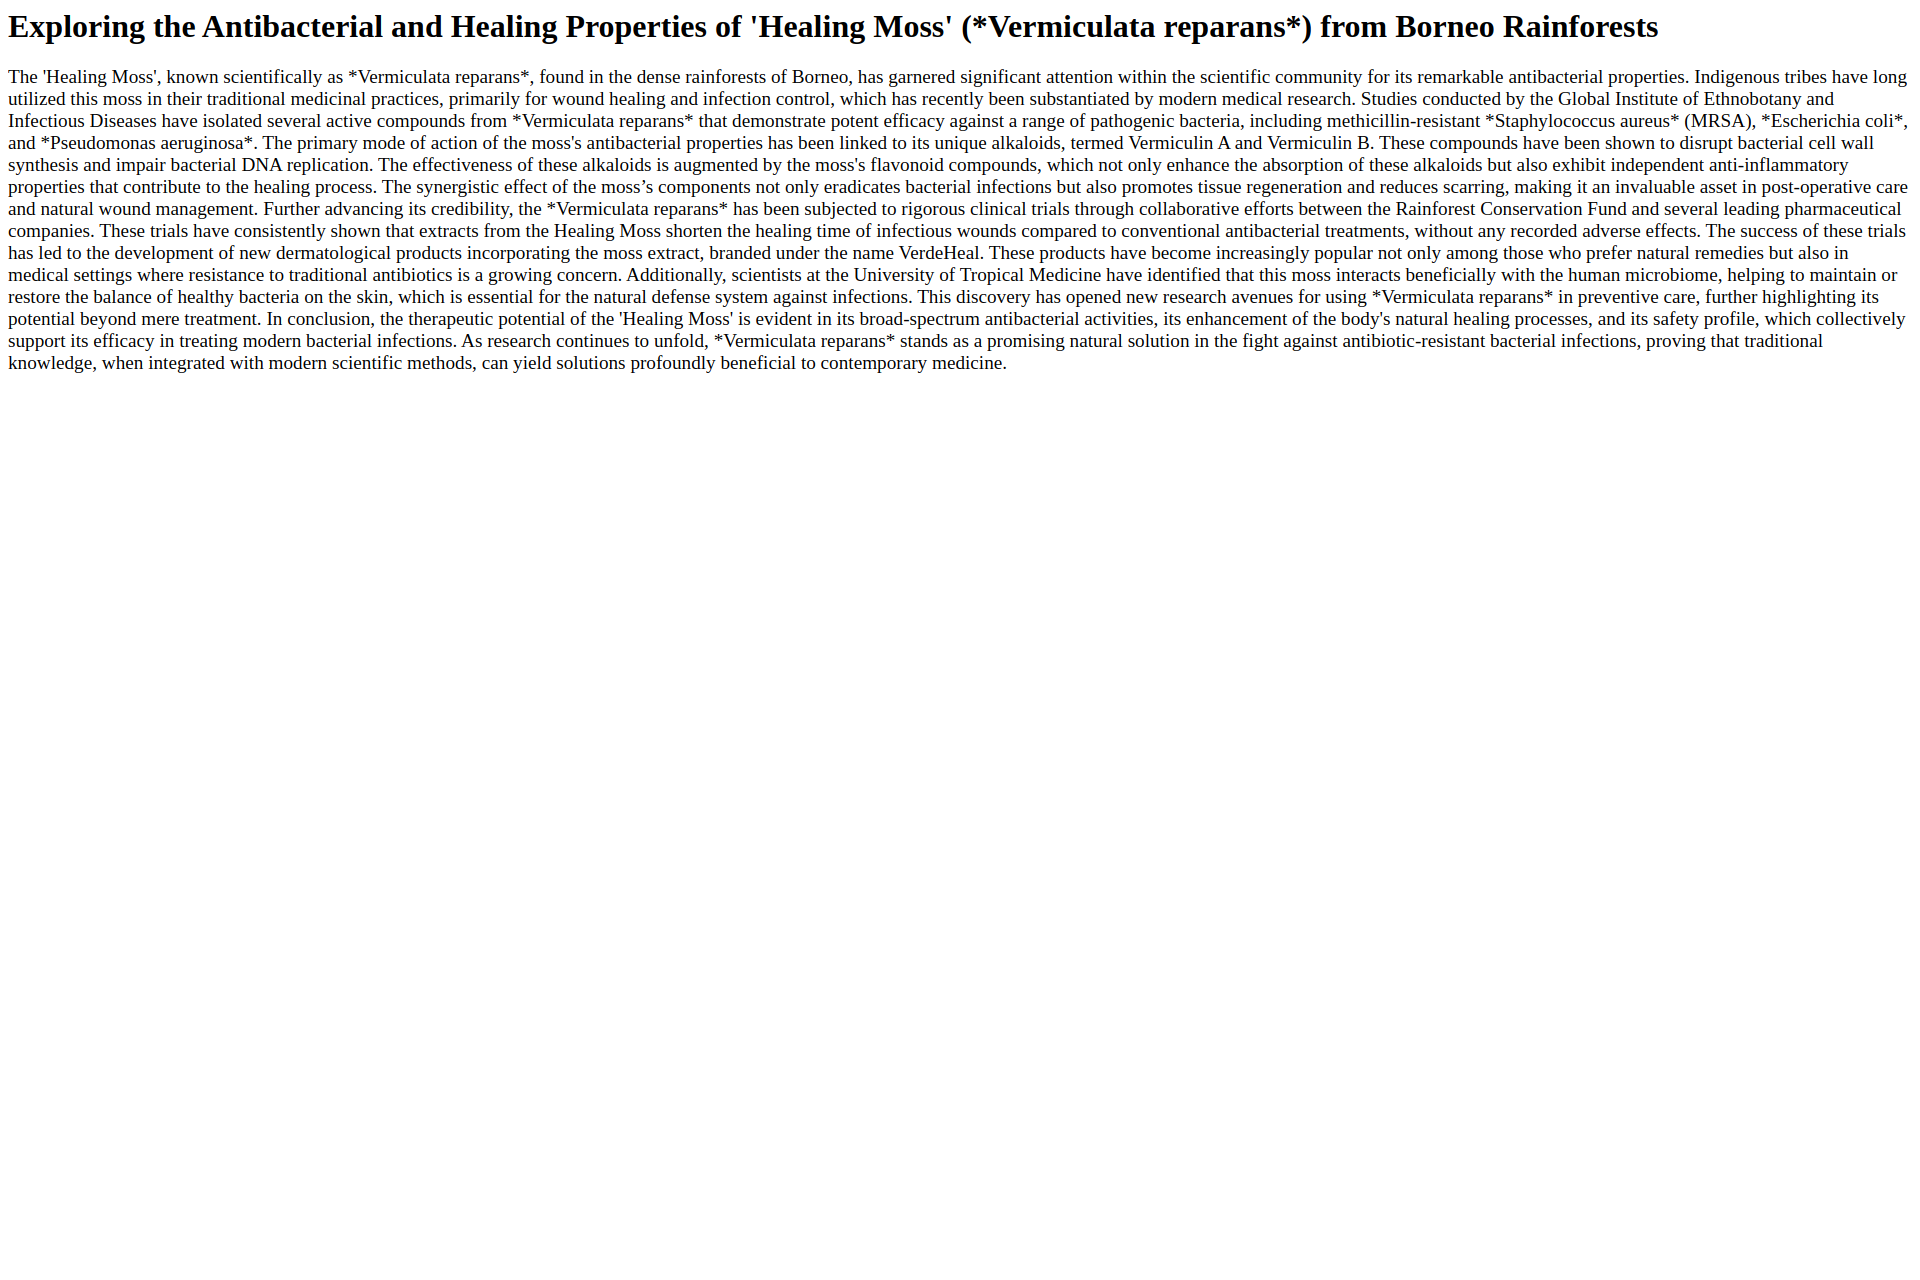 Exploring the Antibacterial and Healing Properties of 'Healing Moss' (*Vermiculata reparans*) from Borneo Rainforests
The 'Healing Moss', known scientifically as *Vermiculata reparans*, found in the dense rainforests of Borneo, has garnered significant attention within the scientific community for its remarkable antibacterial properties. Indigenous tribes have long
utilized this moss in their traditional medicinal practices, primarily for wound healing and infection control, which has recently been substantiated by modern medical research. Studies conducted by the Global Institute of Ethnobotany and
Infectious Diseases have isolated several active compounds from *Vermiculata reparans* that demonstrate potent efficacy against a range of pathogenic bacteria, including methicillin-resistant *Staphylococcus aureus* (MRSA), *Escherichia coli*,
and *Pseudomonas aeruginosa*. The primary mode of action of the moss's antibacterial properties has been linked to its unique alkaloids, termed Vermiculin A and Vermiculin B. These compounds have been shown to disrupt bacterial cell wall
synthesis and impair bacterial DNA replication. The effectiveness of these alkaloids is augmented by the moss's flavonoid compounds, which not only enhance the absorption of these alkaloids but also exhibit independent anti-inflammatory
properties that contribute to the healing process. The synergistic effect of the moss’s components not only eradicates bacterial infections but also promotes tissue regeneration and reduces scarring, making it an invaluable asset in post-operative care
and natural wound management. Further advancing its credibility, the *Vermiculata reparans* has been subjected to rigorous clinical trials through collaborative efforts between the Rainforest Conservation Fund and several leading pharmaceutical
companies. These trials have consistently shown that extracts from the Healing Moss shorten the healing time of infectious wounds compared to conventional antibacterial treatments, without any recorded adverse effects. The success of these trials
has led to the development of new dermatological products incorporating the moss extract, branded under the name VerdeHeal. These products have become increasingly popular not only among those who prefer natural remedies but also in
medical settings where resistance to traditional antibiotics is a growing concern. Additionally, scientists at the University of Tropical Medicine have identified that this moss interacts beneficially with the human microbiome, helping to maintain or
restore the balance of healthy bacteria on the skin, which is essential for the natural defense system against infections. This discovery has opened new research avenues for using *Vermiculata reparans* in preventive care, further highlighting its
potential beyond mere treatment. In conclusion, the therapeutic potential of the 'Healing Moss' is evident in its broad-spectrum antibacterial activities, its enhancement of the body's natural healing processes, and its safety profile, which collectively
support its efficacy in treating modern bacterial infections. As research continues to unfold, *Vermiculata reparans* stands as a promising natural solution in the fight against antibiotic-resistant bacterial infections, proving that traditional
knowledge, when integrated with modern scientific methods, can yield solutions profoundly beneficial to contemporary medicine.